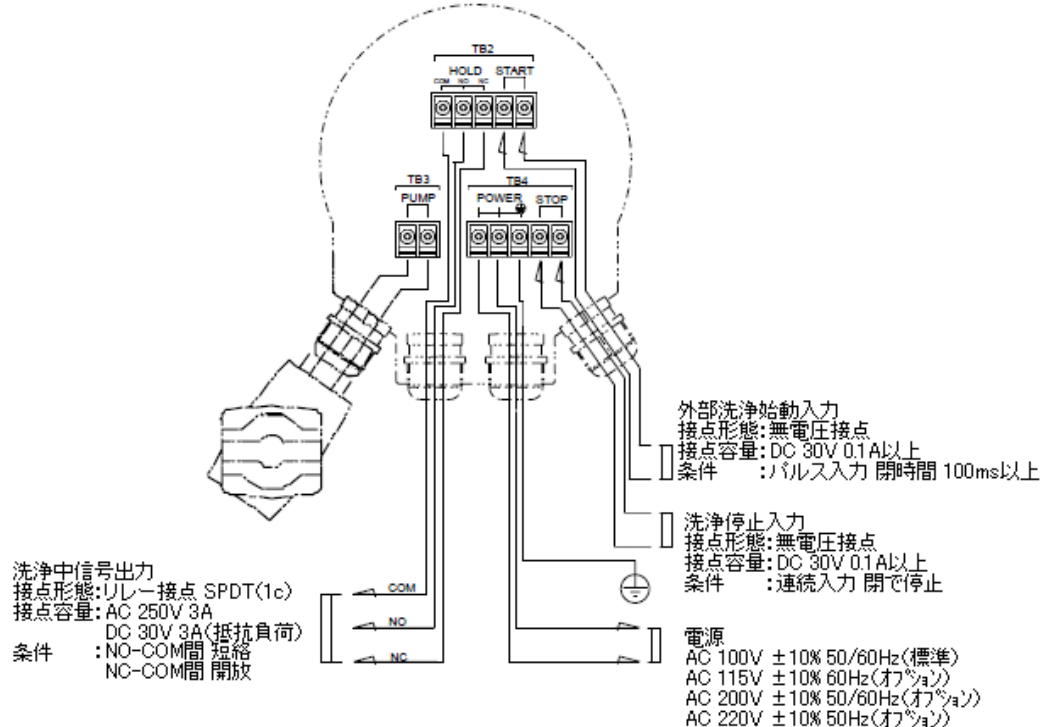 TB2
HOLD START
COM NO NC
TB3
PUMP
TB4
POWER STOP
外部洗浄始動入力
接点形態:無電圧接点
接点容量:DC 30V 0.1A以上
条件 :パルス入力 閉時間 100ms以上
洗浄停止入力
接点形態:無電圧接点
接点容量:DC 30V 0.1A以上
条件 :連続入力 閉で停止
洗浄中信号出力
接点形態:リレー接点 SPDT(1c)
接点容量:AC 250V 3A
DC 30V 3A(抵抗負荷)
条件 :NO-COM間 短絡
NC-COM間 開放
COM
NO
NC
電源
AC 100V ±10% 50/60Hz(標準)
AC 115V ±10% 60Hz(オプション)
AC 200V ±10% 50/60Hz(オプション)
AC 220V ±10% 50Hz(オプション)